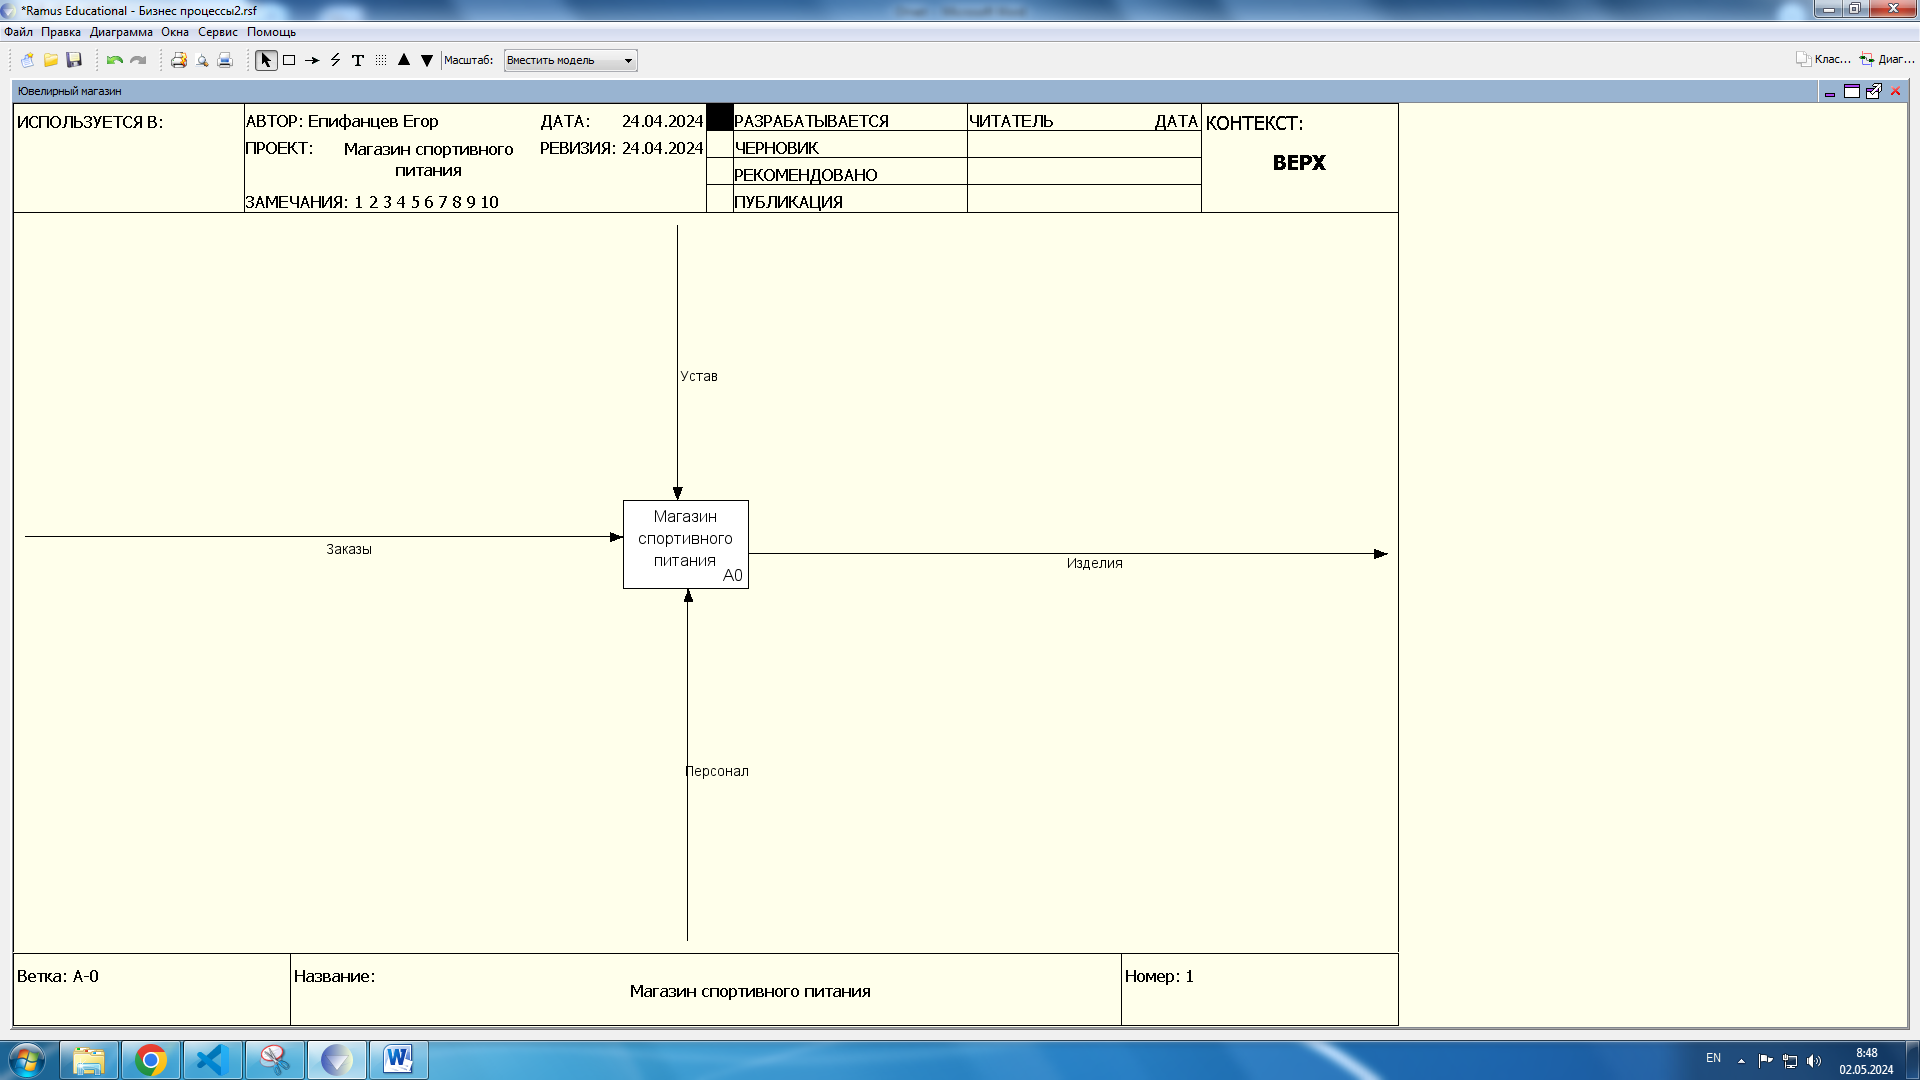 *Ramus Educational - Бизнес процессы2.rsf
Файл Правка Диаграмма Окна Сервис Помощь
Масштаб: Вместить модель Клас... Диаг...
Ювелирный магазин
ИСПОЛЬЗУЕТСЯ В:
АВТОР: Епифанцев Егор ДАТА: 24.04.2024
ПРОЕКТ: Магазин спортивного
питания
РЕВИЗИЯ: 24.04.2024
ЗАМЕЧАНИЯ: 1 2 3 4 5 6 7 8 9 10
РАЗРАБАТЫВАЕТСЯ
ЧЕРНОВИК
РЕКОМЕНДОВАНО
ПУБЛИКАЦИЯ
ЧИТАТЕЛЬ ДАТА
КОНТЕКСТ:
ВЕРХ
Устав
Заказы
Магазин
спортивного
питания
A0
Изделия
Персонал
Ветка: A-0
Название:
Магазин спортивного питания
Номер: 1
EN
8:48
02.05.2024